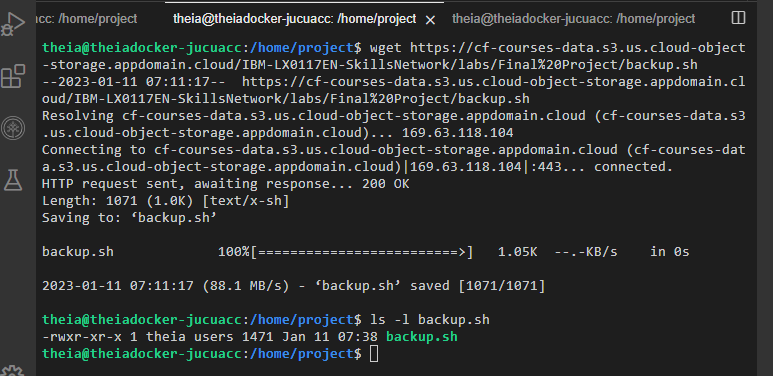 cc: /home/project theia@theiadocker-jucuacc: /home/project × theia@theiadocker-jucuacc: /home/project
theia@theiadocker-jucuacc:/home/project$ wget https://cf-courses-data.s3.us.cloud-object
-storage.appdomain.cloud/IBM-LX0117EN-SkillsNetwork/labs/Final%20Project/backup.sh
--2023-01-11 07:11:17--  https://cf-courses-data.s3.us.cloud-object-storage.appdomain.cl
oud/IBM-LX0117EN-SkillsNetwork/labs/Final%20Project/backup.sh
Resolving cf-courses-data.s3.us.cloud-object-storage.appdomain.cloud (cf-courses-data.s3
.us.cloud-object-storage.appdomain.cloud)... 169.63.118.104
Connecting to cf-courses-data.s3.us.cloud-object-storage.appdomain.cloud (cf-courses-dat
a.s3.us.cloud-object-storage.appdomain.cloud)|169.63.118.104|:443... connected.
HTTP request sent, awaiting response... 200 OK
Length: 1071 (1.0K) [text/x-sh]
Saving to: ‘backup.sh’
backup.sh             100%[=========================>]   1.05K  --.-KB/s    in 0s
2023-01-11 07:11:17 (88.1 MB/s) - ‘backup.sh’ saved [1071/1071]
theia@theiadocker-jucuacc:/home/project$ ls -l backup.sh
-rwxr-xr-x 1 theia users 1471 Jan 11 07:38 backup.sh
theia@theiadocker-jucuacc:/home/project$